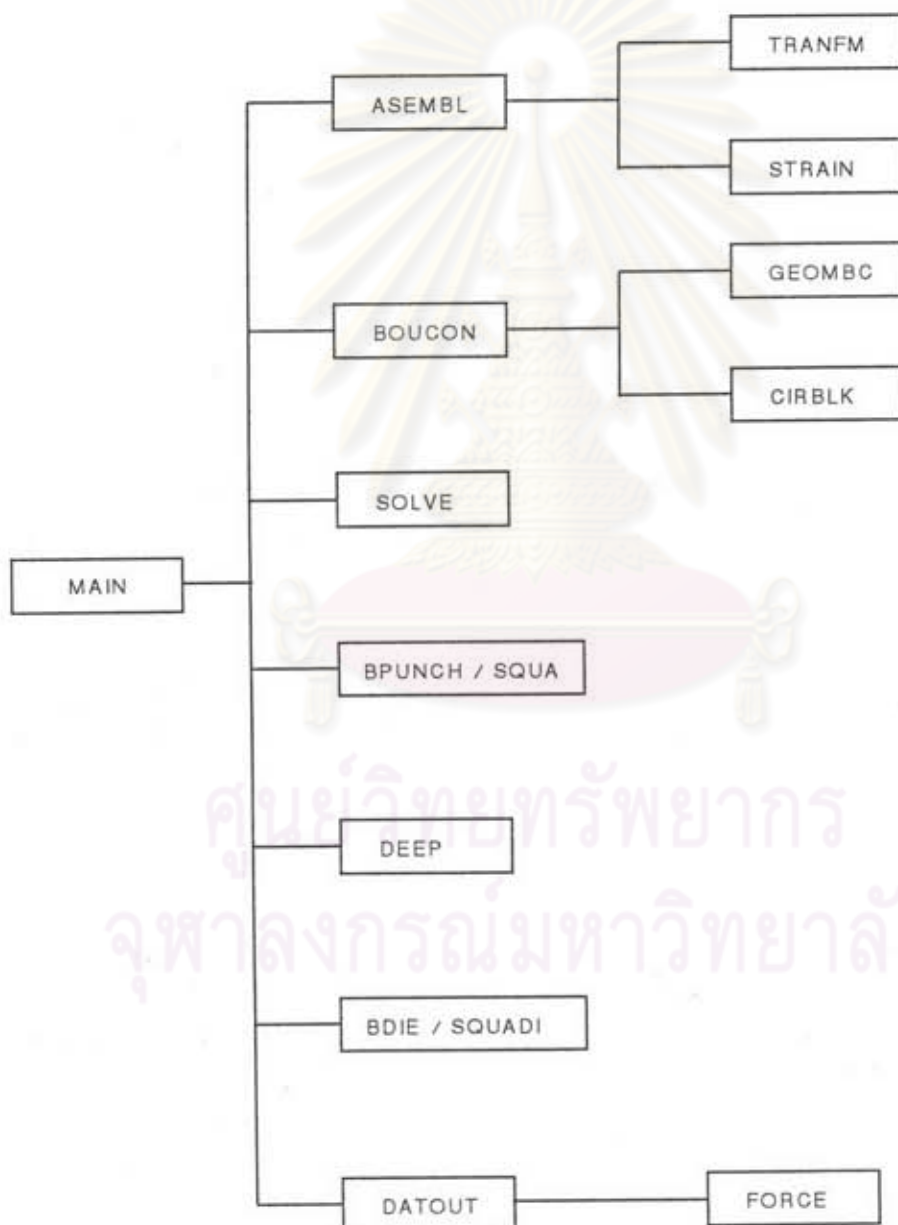 TRANFM
ASEMBL
STRAIN
GEOMBC
BOUCON
CIRBLK
SOLVE
MAIN
BPUNCH / SQUA
ศูนย์วิทยทรัพยากร
DEEP
จุฬาลงกรณ์มหาวิทยาลั
BDIE / SQUADI
DATOUT
FORCE